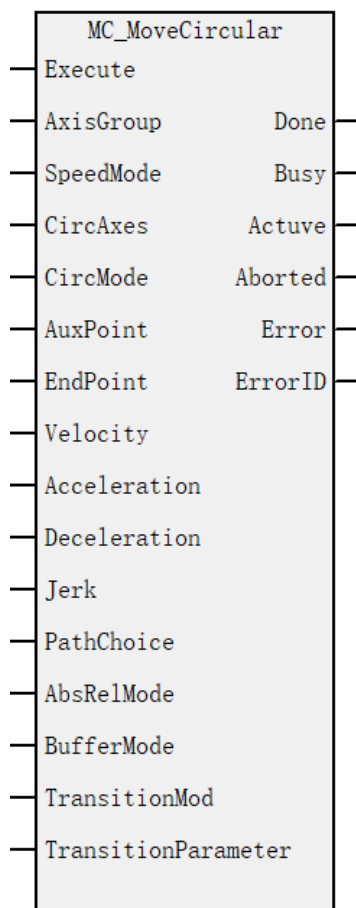 MC_MoveCircular
Execute
AxisGroup Done
SpeedMode Busy
CircAxes Actuve
CircMode Aborted
AuxPoint Error
EndPoint ErrorID
Velocity
Acceleration
Deceleration
Jerk
PathChoice
AbsRelMode
BufferMode
TransitionMod
TransitionParameter